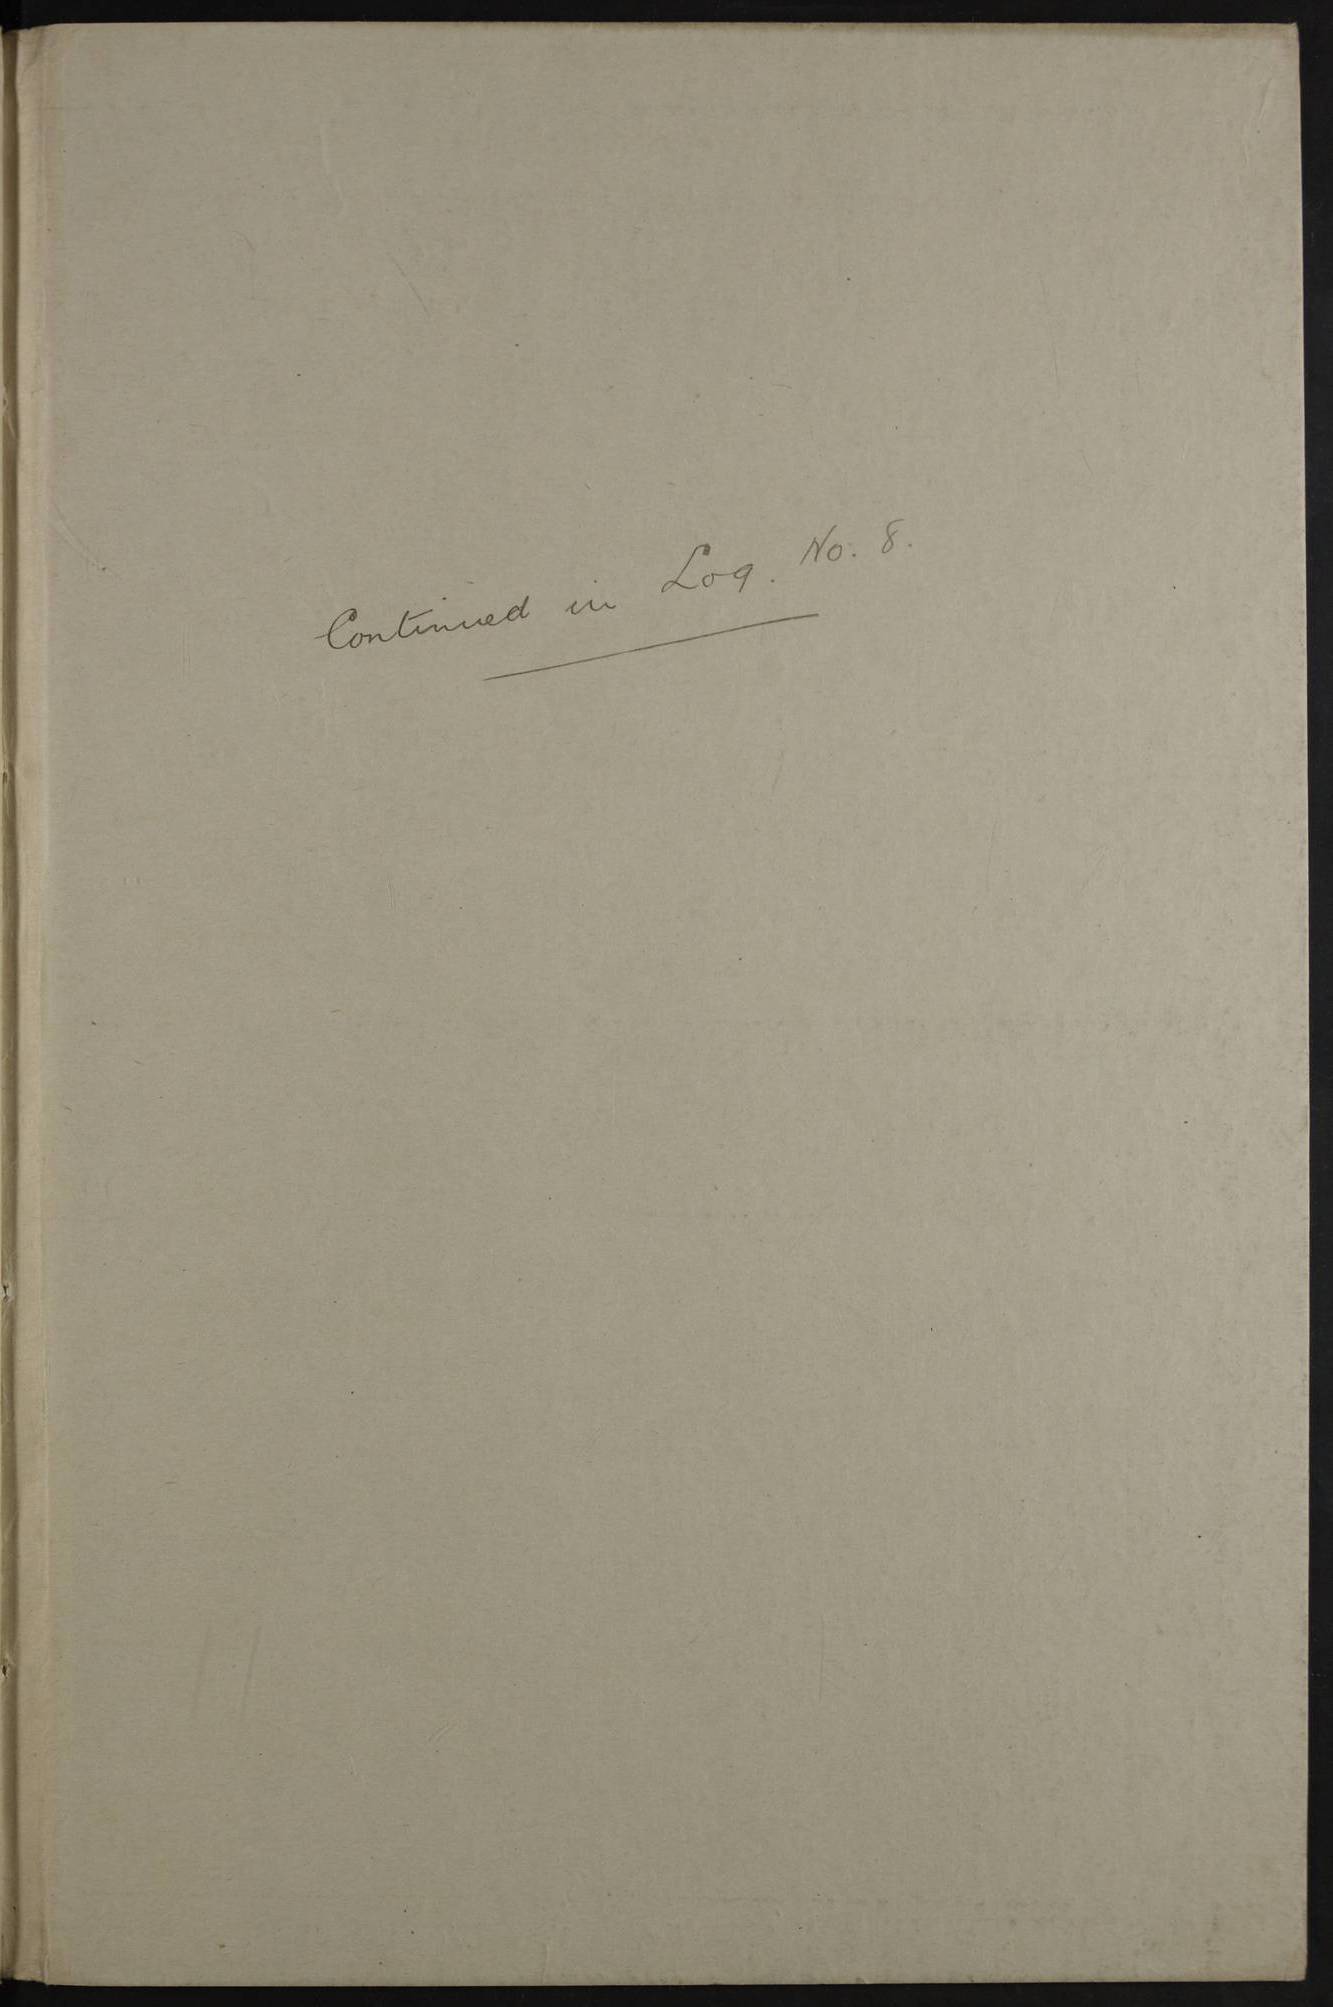 Continued in Log. No. 8.